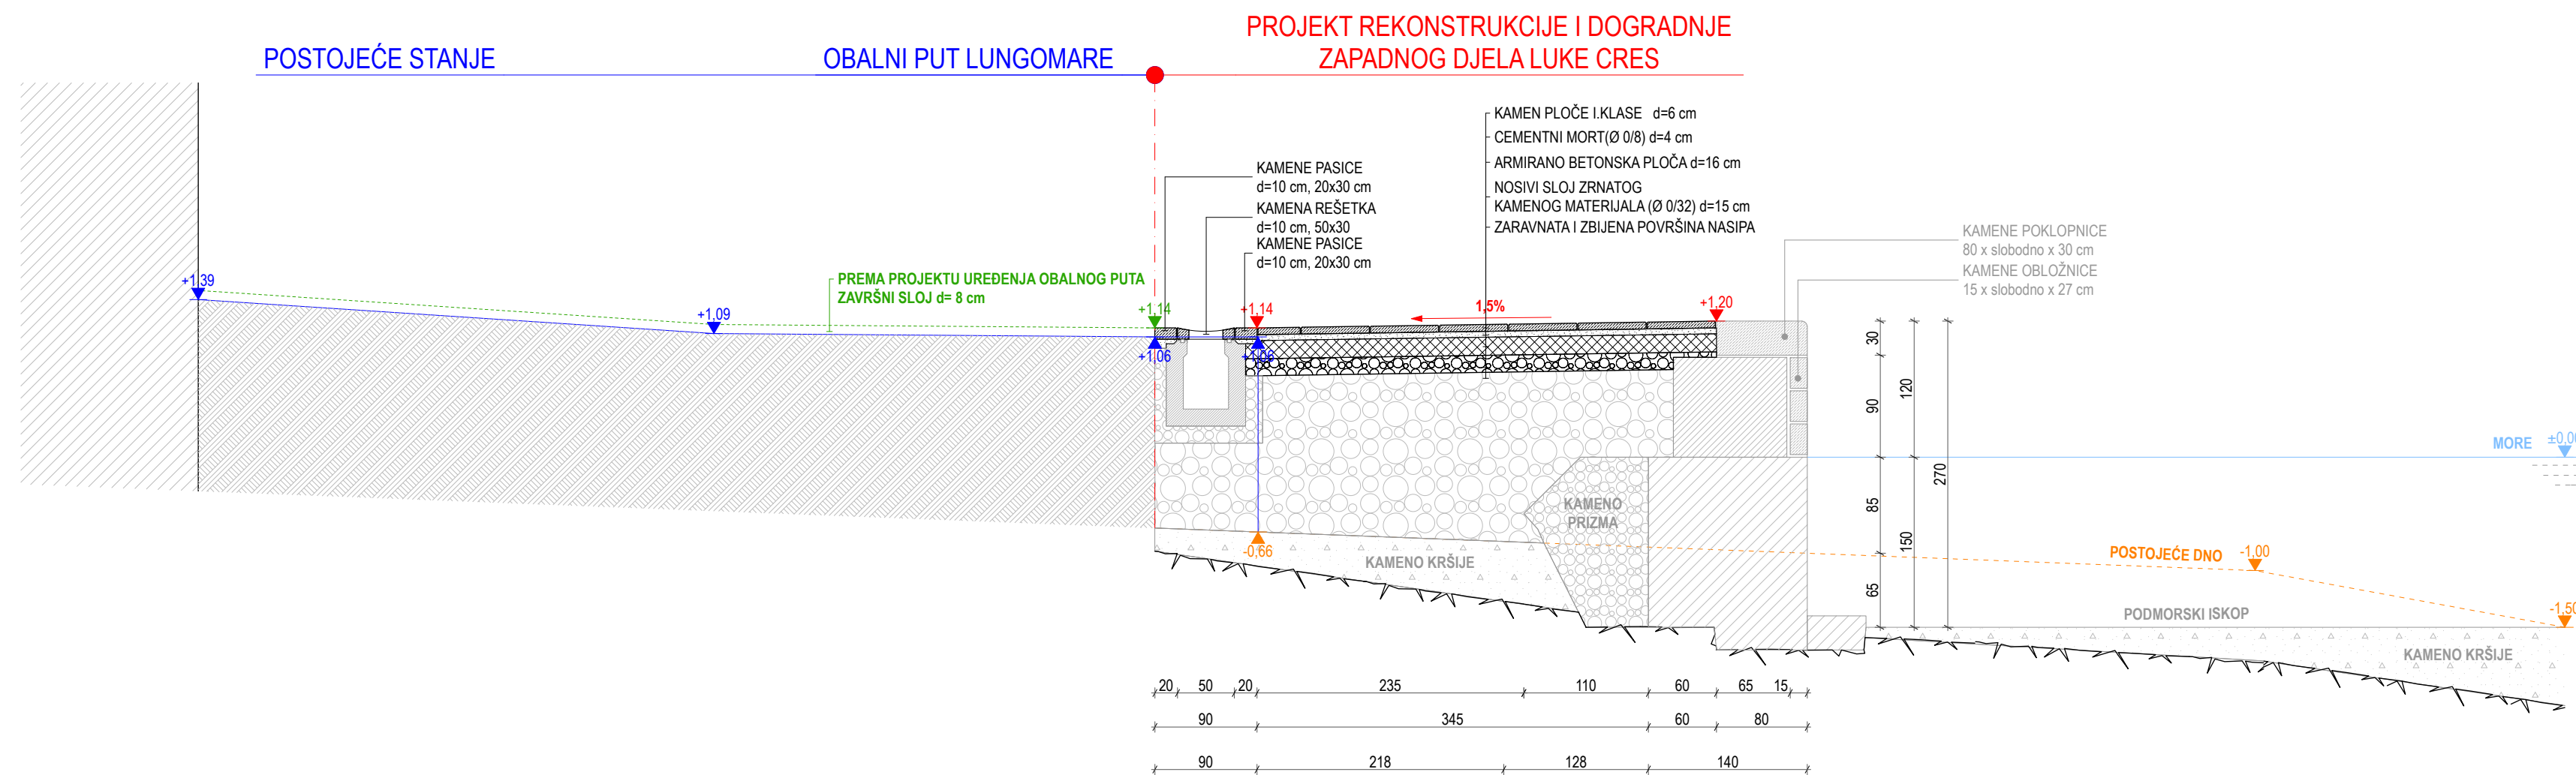 PROJEKT REKONSTRUKCIJE I DOGRADNJE
ZAPADNOG DJELA LUKE CRES
POSTOJEĆE STANJE
OBALNI PUT LUNGOMARE
KAMEN PLOČE I.KLASE d=6 cm
CEMENTNI MORT(Ø 0/8) d=4 cm
ARMIRANO BETONSKA PLOČA d=16 cm
NOSIVI SLOJ ZRNATOG
KAMENOG MATERIJALA (Ø 0/32) d=15 cm
ZARAVNATA I ZBIJENA POVRŠINA NASIPA
KAMENE PASICE
d=10 cm, 20x30 cm
KAMENA REŠETKA
d=10 cm, 50x30
KAMENE PASICE
d=10 cm, 20x30 cm
KAMENE POKLOPNICE
80 x slobodno x 30 cm
KAMENE OBLOŽNICE
15 x slobodno x 27 cm
+1,39
PREMA PROJEKTU UREĐENJA OBALNOG PUTA
ZAVRŠNI SLOJ d= 8 cm
+1,09
+1,14
+1,14
1,5%
+1,20
+1,06
+1,06
30
120
90
270
MORE ±0,00
KAMENO
PRIZMA
85
150
65
-0,66
KAMENO KRŠIJE
POSTOJEĆE DNO -1,00
PODMORSKI ISKOP
-1,50
KAMENO KRŠIJE
20 50 20 235 110 60 65 15
90 345 60 80
90 218 128 140